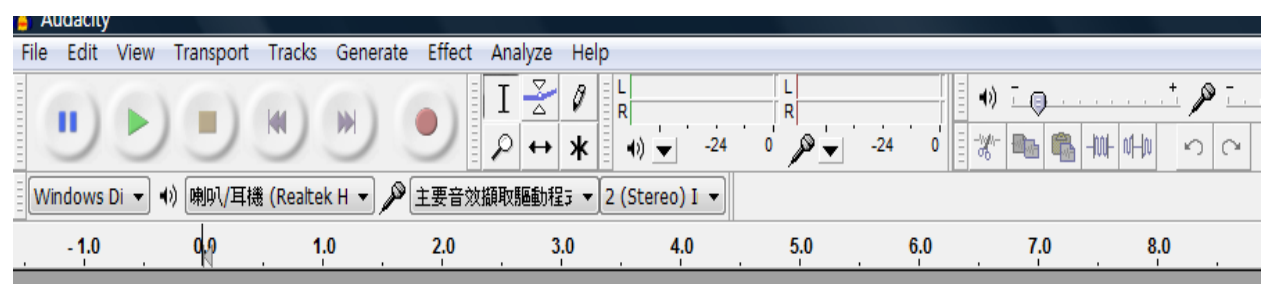 Audacity
File Edit View Transport Tracks Generate Effect Analyze Help
L L
R R
-24 0 -24 0
Windows Di 喇叭/耳機 (Realtek H 主要音效擷取驅動程式 2 (Stereo) I
- 1.0 0.0 1.0 2.0 3.0 4.0 5.0 6.0 7.0 8.0